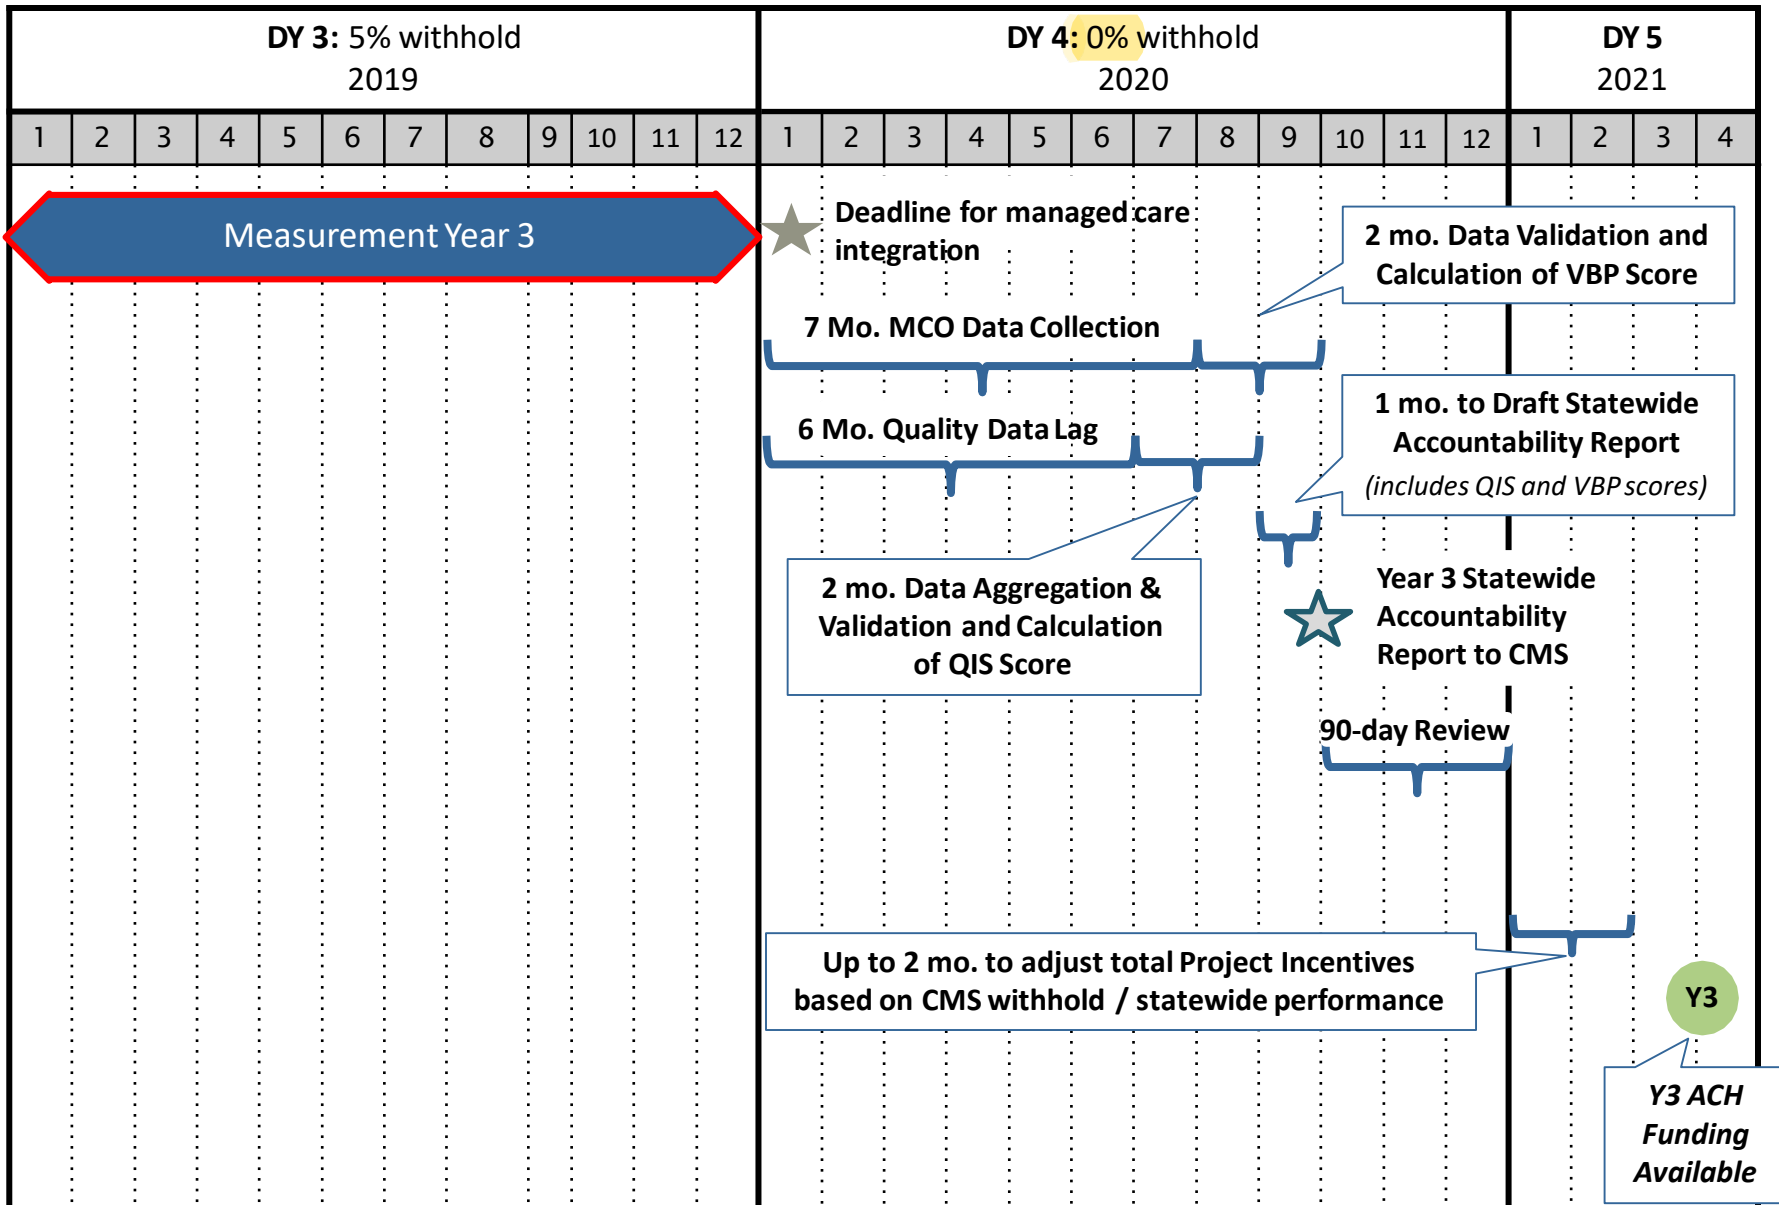 DY 3: 5% withhold
2019
DY 4: 0% withhold
2020
DY 5
2021
1 2 3 4 5 6 7 8 9 10 11 12 1 2 3 4 5 6 7 8 9 10 11 12 1 2 3 4
Measurement Year 3
Deadline for managed care
integration
2 mo. Data Validation and
Calculation of VBP Score
7 Mo. MCO Data Collection
1 mo. to Draft Statewide
Accountability Report
(includes QIS and VBP scores)
6 Mo. Quality Data Lag
2 mo. Data Aggregation &
Validation and Calculation
of QIS Score
Year 3 Statewide
Accountability
Report to CMS
90-day Review
Up to 2 mo. to adjust total Project Incentives
based on CMS withhold / statewide performance
Y3
Y3 ACH
Funding
Available